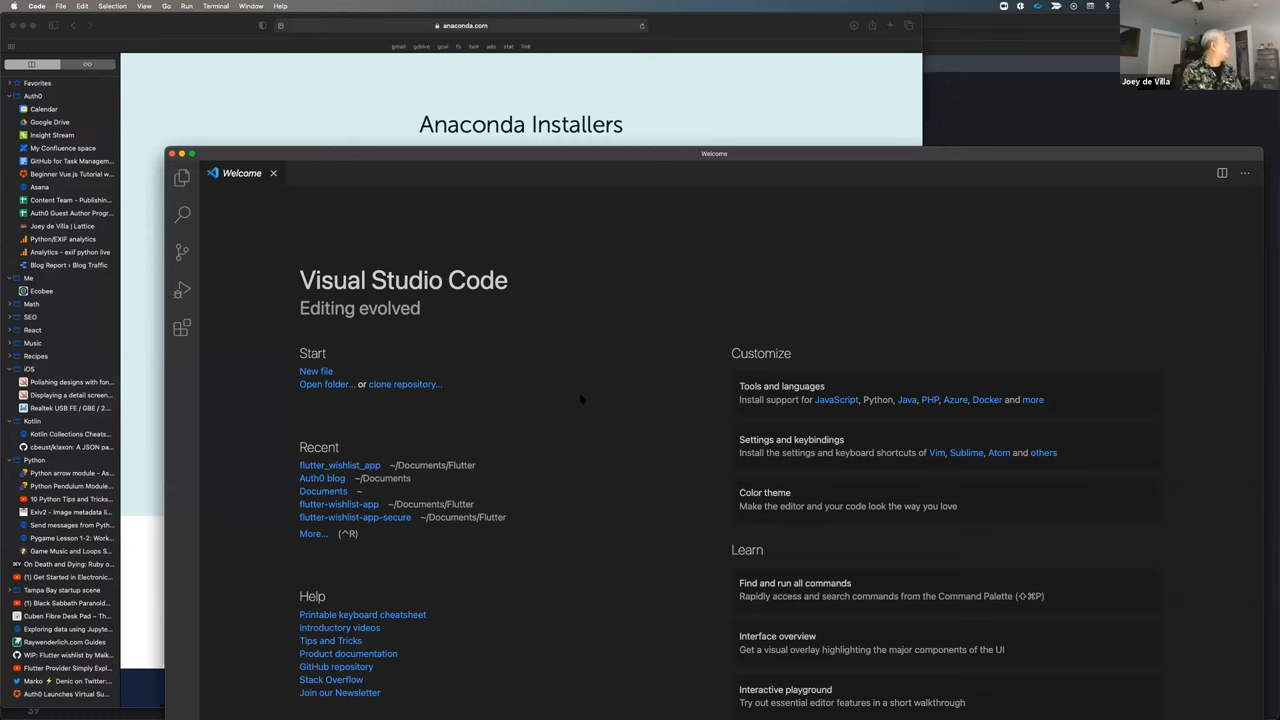 Code File Edit Selection View Go Run Terminal Window Help
anaconda.com
gmail gdrive goal fb twit ads stat link
Joey de Villa
Favorites
Auth0
Calendar
Google Drive
Insight Stream
My Confluence space
GitHub for Task Managem...
Beginner Vue.js Tutorial w...
Asana
Content Team - Publishin...
Auth0 Guest Author Progr...
Joey de Villa | Lattice
Python/EXIF analytics
Analytics - exif python live
Blog Report › Blog Traffic
Me
Ecobee
Math
SEO
React
Music
Recipes
iOS
Polishing designs with fon...
Displaying a detail screen...
Realtek USB FE / GBE / 2....
Kotlin
Kotlin Collections Cheats...
cbeust/klaxon: A JSON pa...
Python
Python arrow module - As...
Python Pendulum Module...
10 Python Tips and Tricks...
Exiv2 - Image metadata li...
Send messages from Pyth...
Pygame Lesson 1-2: Work...
Game Music and Loops S...
On Death and Dying: Ruby o...
(1) Get Started in Electronic...
Tampa Bay startup scene
(1) Black Sabbath Paranoid...
Cuben Fibre Desk Pad – Th...
Exploring data using Jupyte...
Raywenderlich.com Guides
WIP: Flutter wishlist by Maik...
Flutter Provider Simply Expl...
Marko ⚡ Denic on Twitter:...
Auth0 Launches Virtual Su...
39
Anaconda Installers
Welcome
Welcome
Visual Studio Code
Editing evolved
Start
New file
Open folder... or clone repository...
Recent
flutter_wishlist_app ~/Documents/Flutter
Auth0 blog ~/Documents
Documents ~
flutter-wishlist-app ~/Documents/Flutter
flutter-wishlist-app-secure ~/Documents/Flutter
More... (^R)
Help
Printable keyboard cheatsheet
Introductory videos
Tips and Tricks
Product documentation
GitHub repository
Stack Overflow
Join our Newsletter
Customize
Tools and languages
Install support for JavaScript, Python, Java, PHP, Azure, Docker and more
Settings and keybindings
Install the settings and keyboard shortcuts of Vim, Sublime, Atom and others
Color theme
Make the editor and your code look the way you love
Learn
Find and run all commands
Rapidly access and search commands from the Command Palette (⇧⌘P)
Interface overview
Get a visual overlay highlighting the major components of the UI
Interactive playground
Try out essential editor features in a short walkthrough